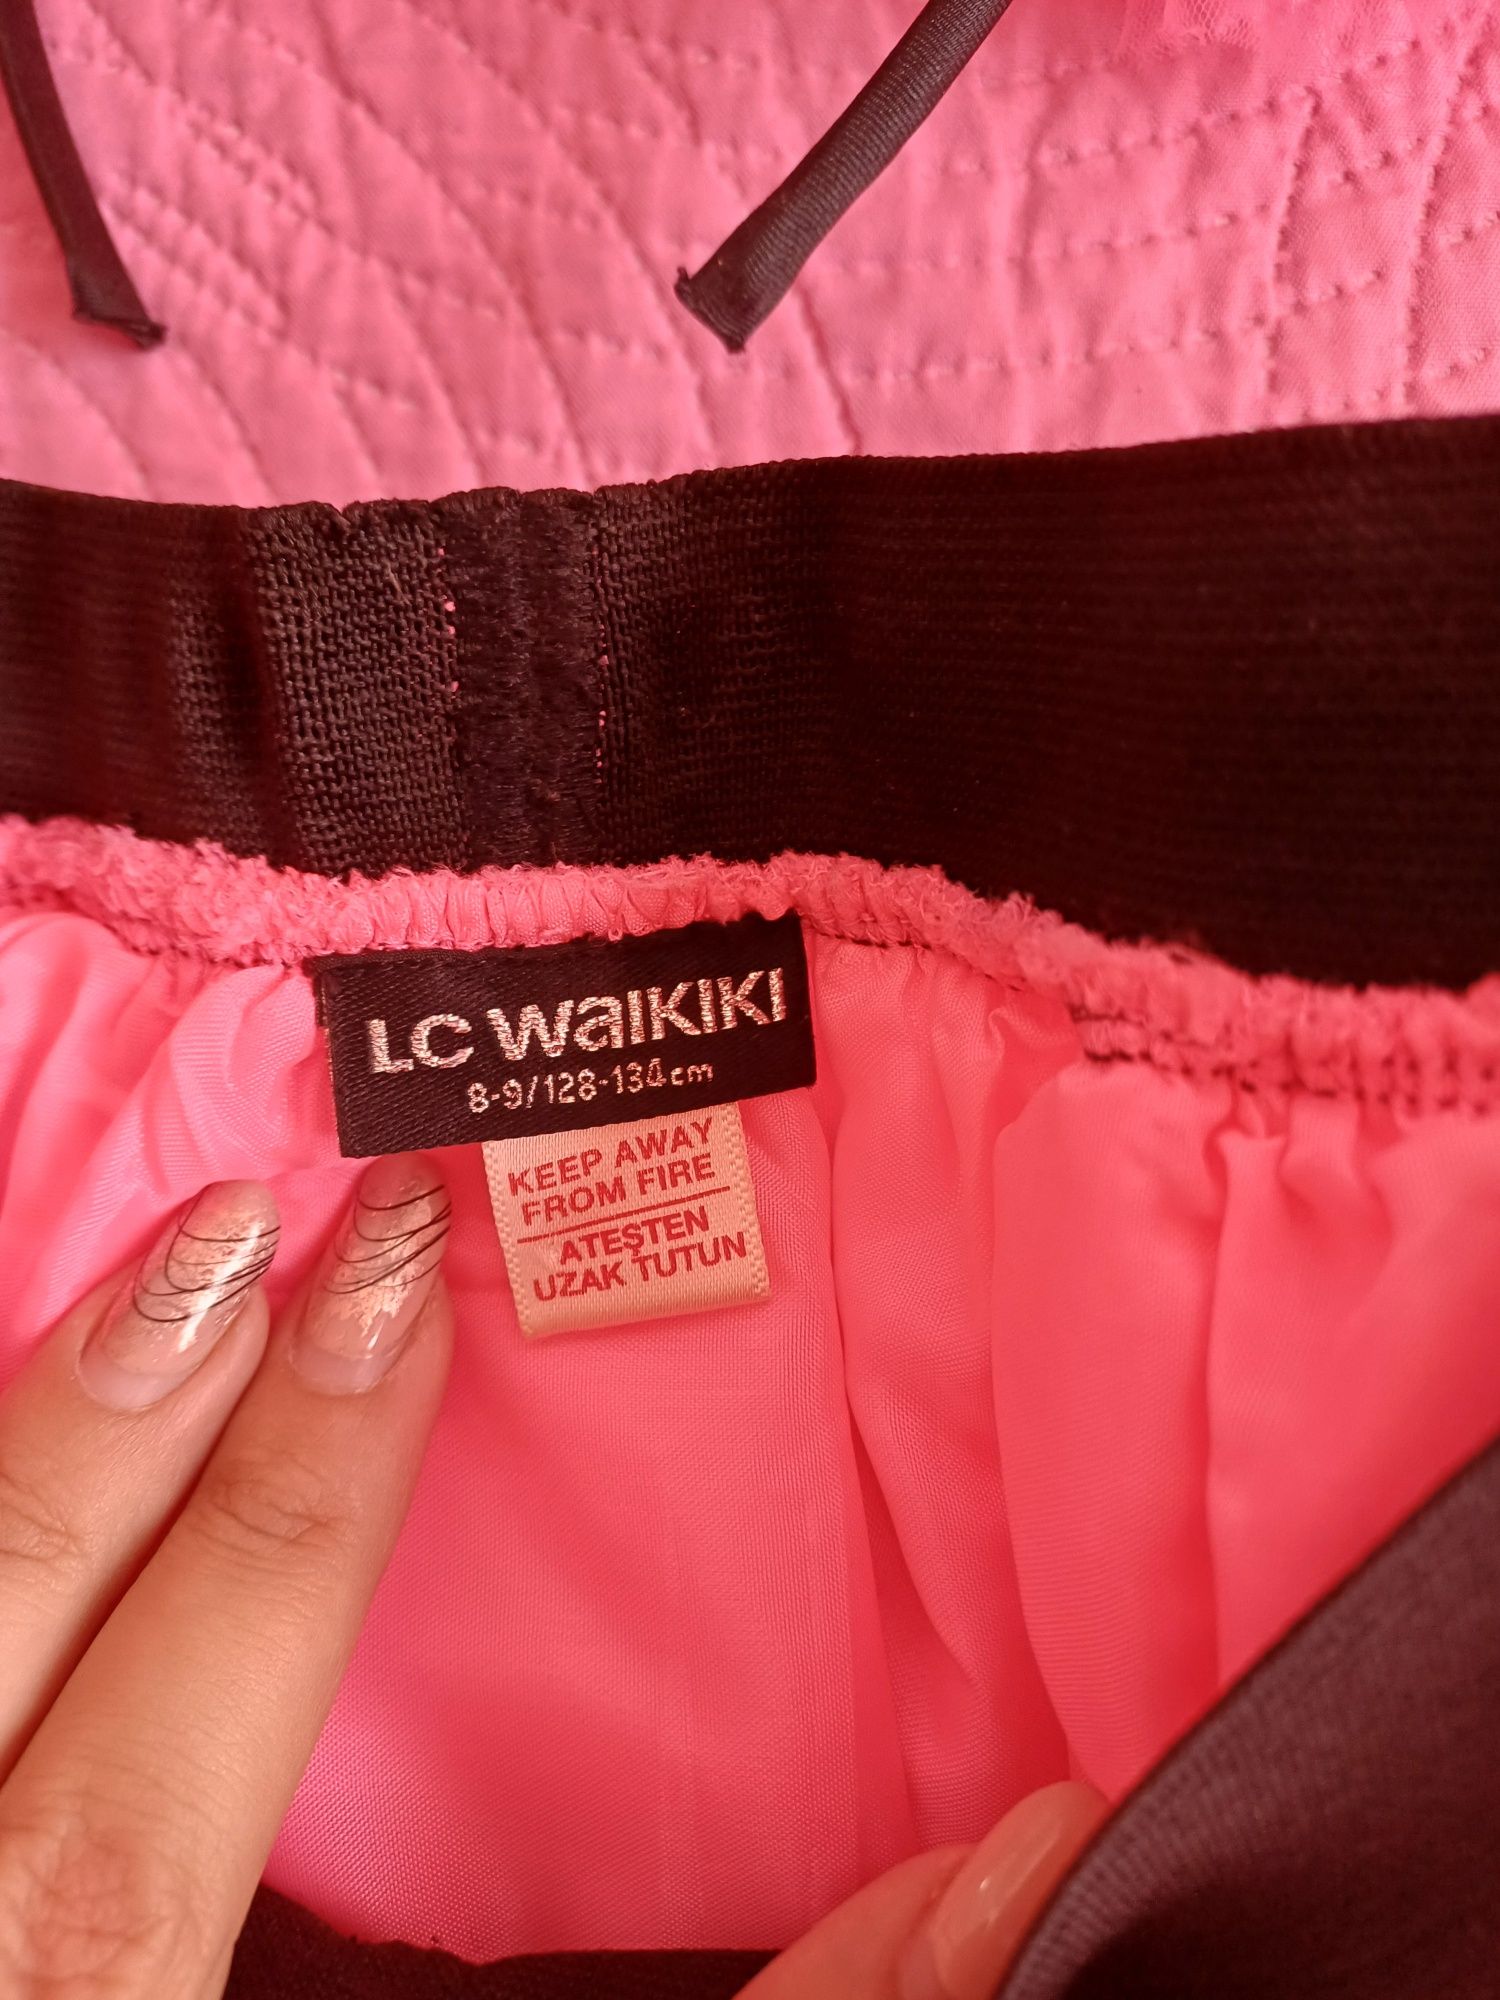 LC WAIKIKI
8-9/128-134cm
KEEP AWAY
FROM FIRE
ATEŞTEN
UZAK TUTUN